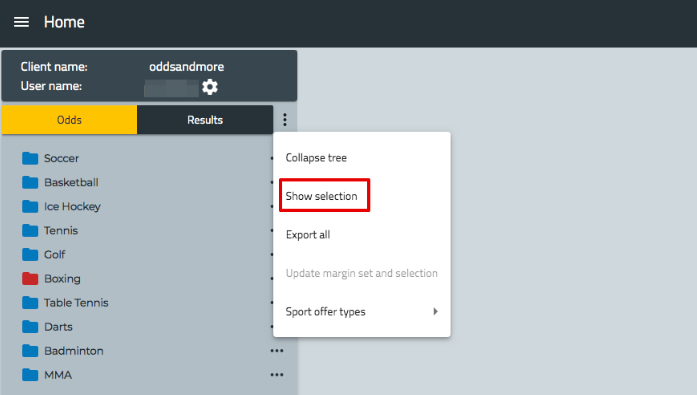 Home
Client name: oddsandmore
User name:
Odds Results
Collapse tree
Show selection
Export all
Update margin set and selection
Sport offer types
Soccer
Basketball
Ice Hockey
Tennis
Golf
Boxing
Table Tennis
Darts
Badminton
MMA